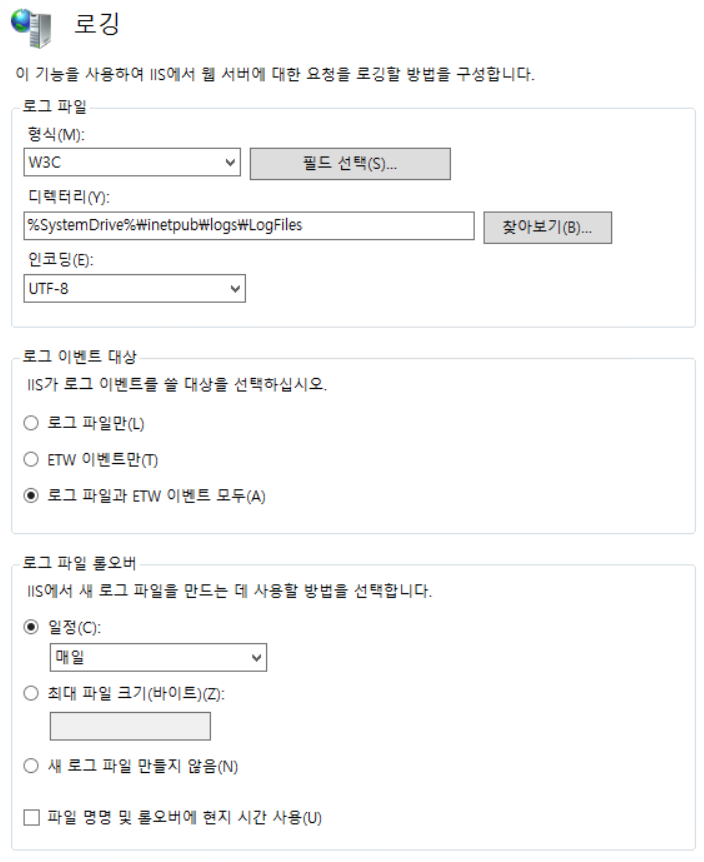 로깅
이 기능을 사용하여 IIS에서 웹 서버에 대한 요청을 로깅할 방법을 구성합니다.
로그 파일
형식(M):
W3C
필드 선택(S)...
디렉터리(Y):
%SystemDrive%₩inetpub₩logs₩LogFiles
찾아보기(B)...
인코딩(E):
UTF-8
로그 이벤트 대상
IIS가 로그 이벤트를 쓸 대상을 선택하십시오.
로그 파일만(L)
ETW 이벤트만(T)
로그 파일과 ETW 이벤트 모두(A)
로그 파일 롤오버
IIS에서 새 로그 파일을 만드는 데 사용할 방법을 선택합니다.
일정(C):
매일
최대 파일 크기(바이트)(Z):
새 로그 파일 만들지 않음(N)
파일 명명 및 롤오버에 현지 시간 사용(U)